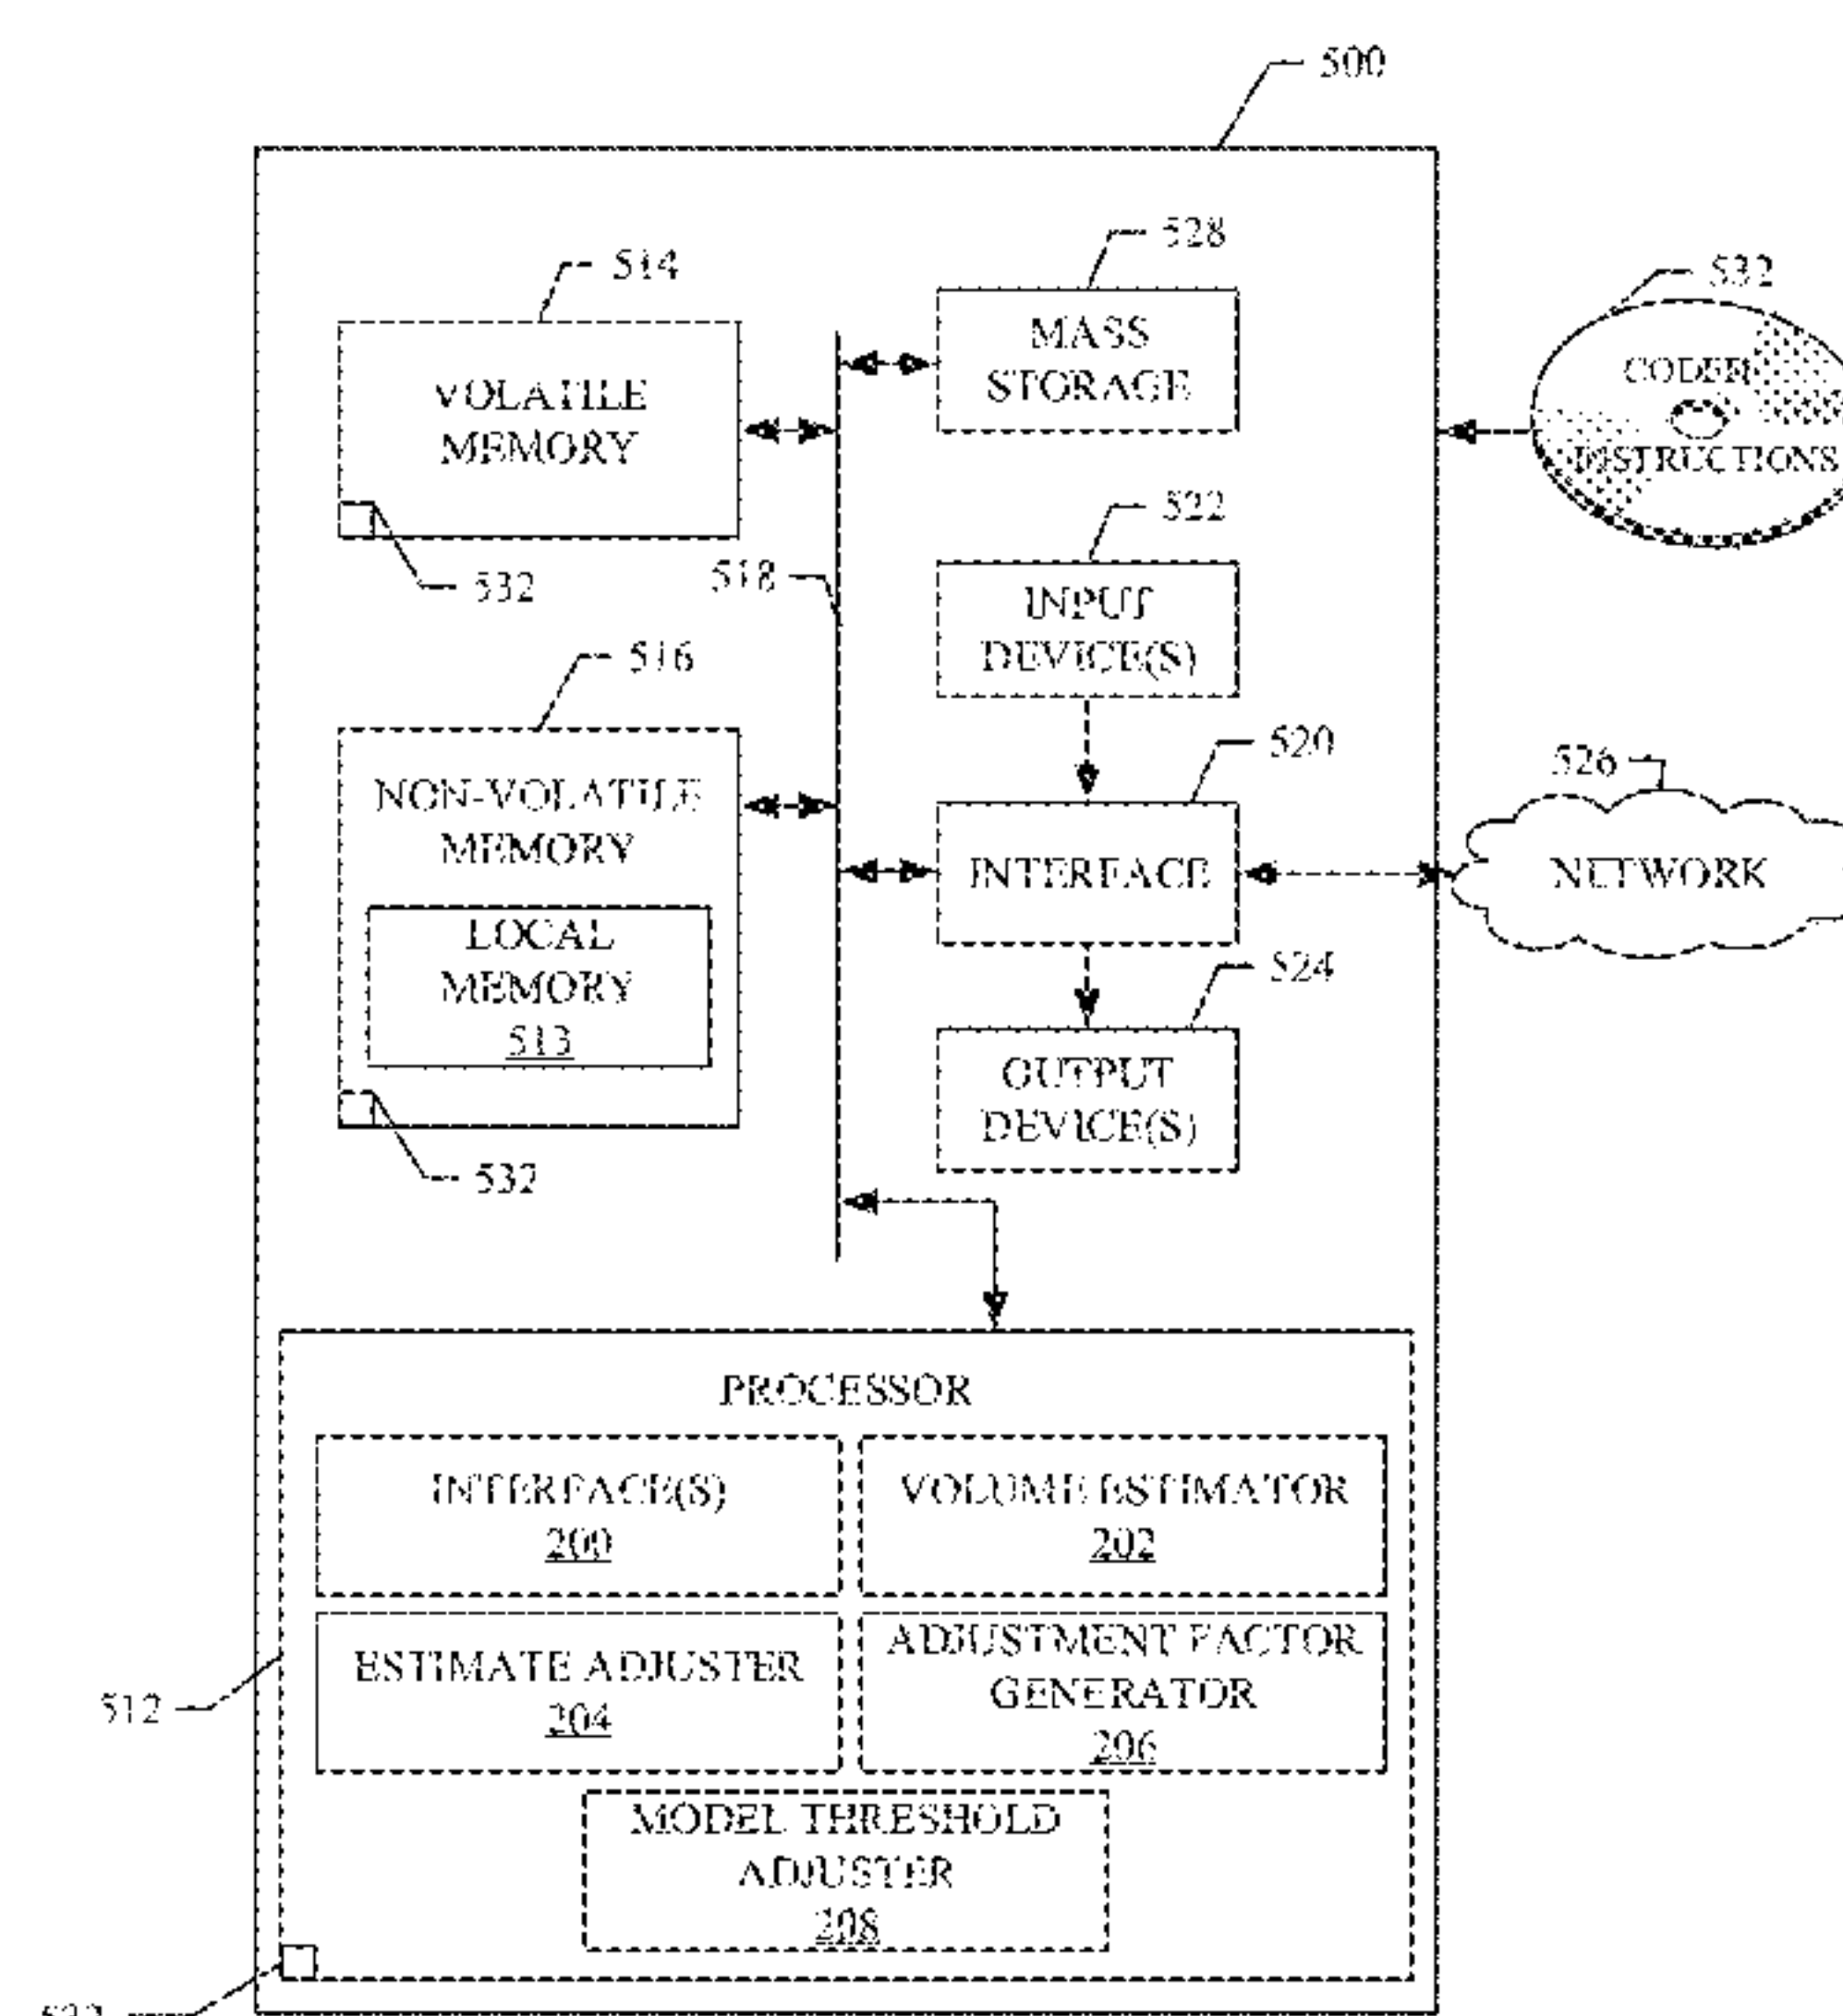 500
528
514
532
MASS
STORAGE
VOLATILE
MEMORY
CODED
INSTRUCTIONS
522
518
532
INPUT
DEVICE(S)
516
520
526
NON-VOLATILE
MEMORY
INTERFACE
NETWORK
LOCAL
MEMORY
513
524
OUTPUT
DEVICE(S)
532
PROCESSOR
INTERFACE(S)
200
VOLUME ESTIMATOR
202
ESTIMATE ADJUSTER
204
ADJUSTMENT FACTOR
GENERATOR
206
512
MODEL THRESHOLD
ADJUSTER
208